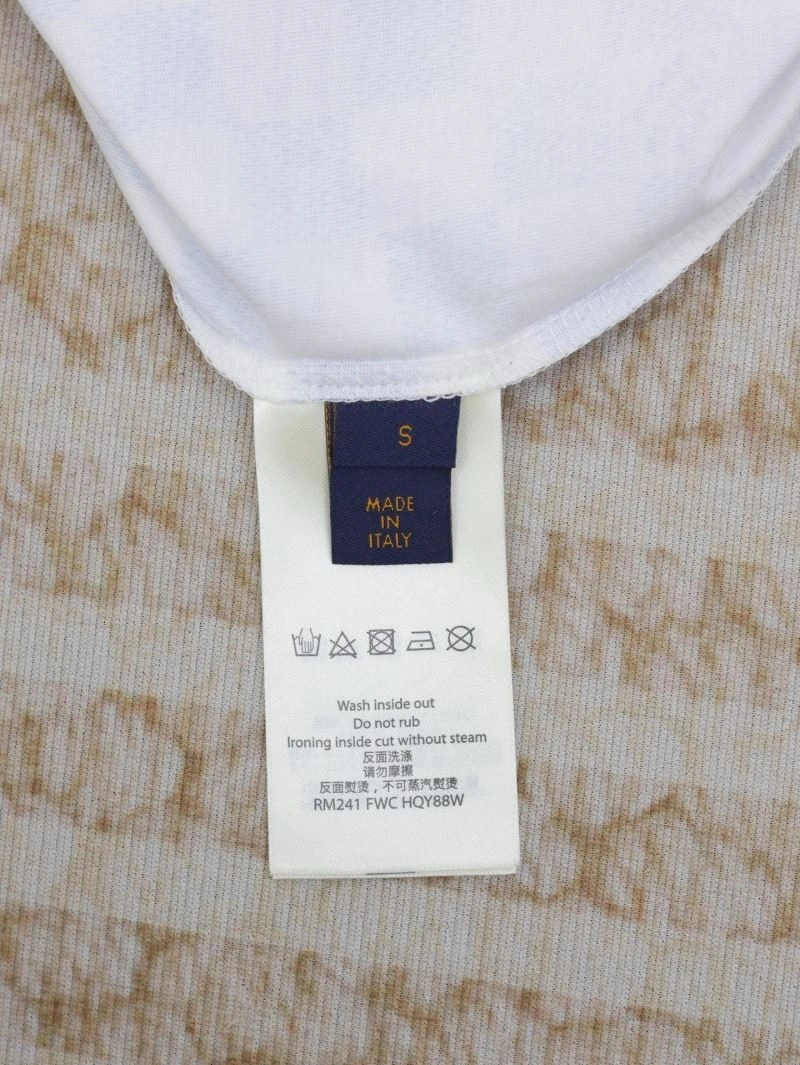 S
MADE
IN
ITALY
Wash inside out
Do not rub
Ironing inside cut without steam
反面洗涤
请勿摩擦
反面熨烫，不可蒸汽熨烫
RM241 FWC HQY88W